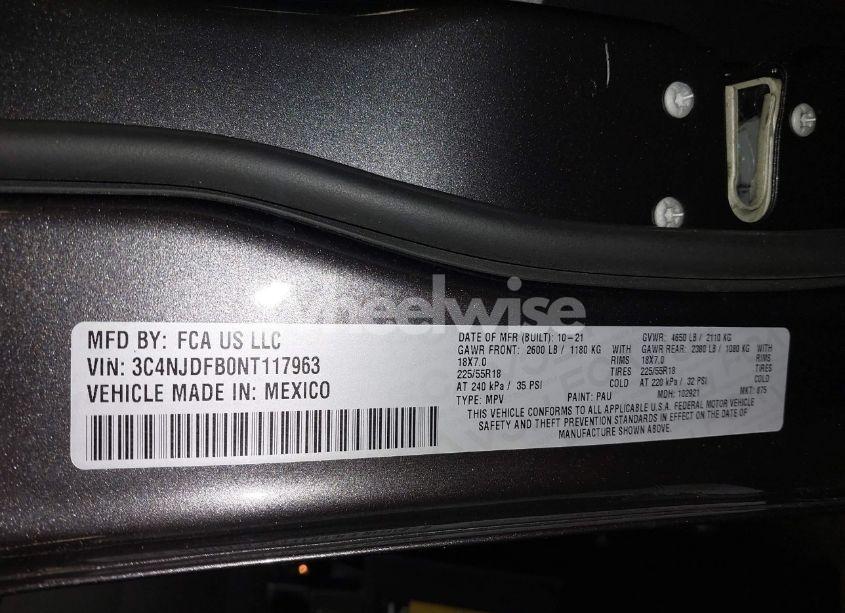 wheelwise
MFD BY: FCA US LLC
VIN: 3C4NJDFB0NT117963
VEHICLE MADE IN: MEXICO
DATE OF MFR (BUILT): 10-21 GVWR: 4650 LB / 2110 KG
GAWR FRONT: 2600 LB / 1180 KG WITH GAWR REAR: 2380 LB / 1080 KG WITH
18X7.0 RIMS 18X7.0 RIMS
225/55R18 TIRES 225/55R18 TIRES
AT 240 kPa / 35 PSI COLD AT 220 kPa / 32 PSI COLD
TYPE: MPV PAINT: PAU MDH: 102921 MKT: 875
THIS VEHICLE CONFORMS TO ALL APPLICABLE U.S.A. FEDERAL MOTOR VEHICLE
SAFETY AND THEFT PREVENTION STANDARDS IN EFFECT ON THE DATE OF
MANUFACTURE SHOWN ABOVE.